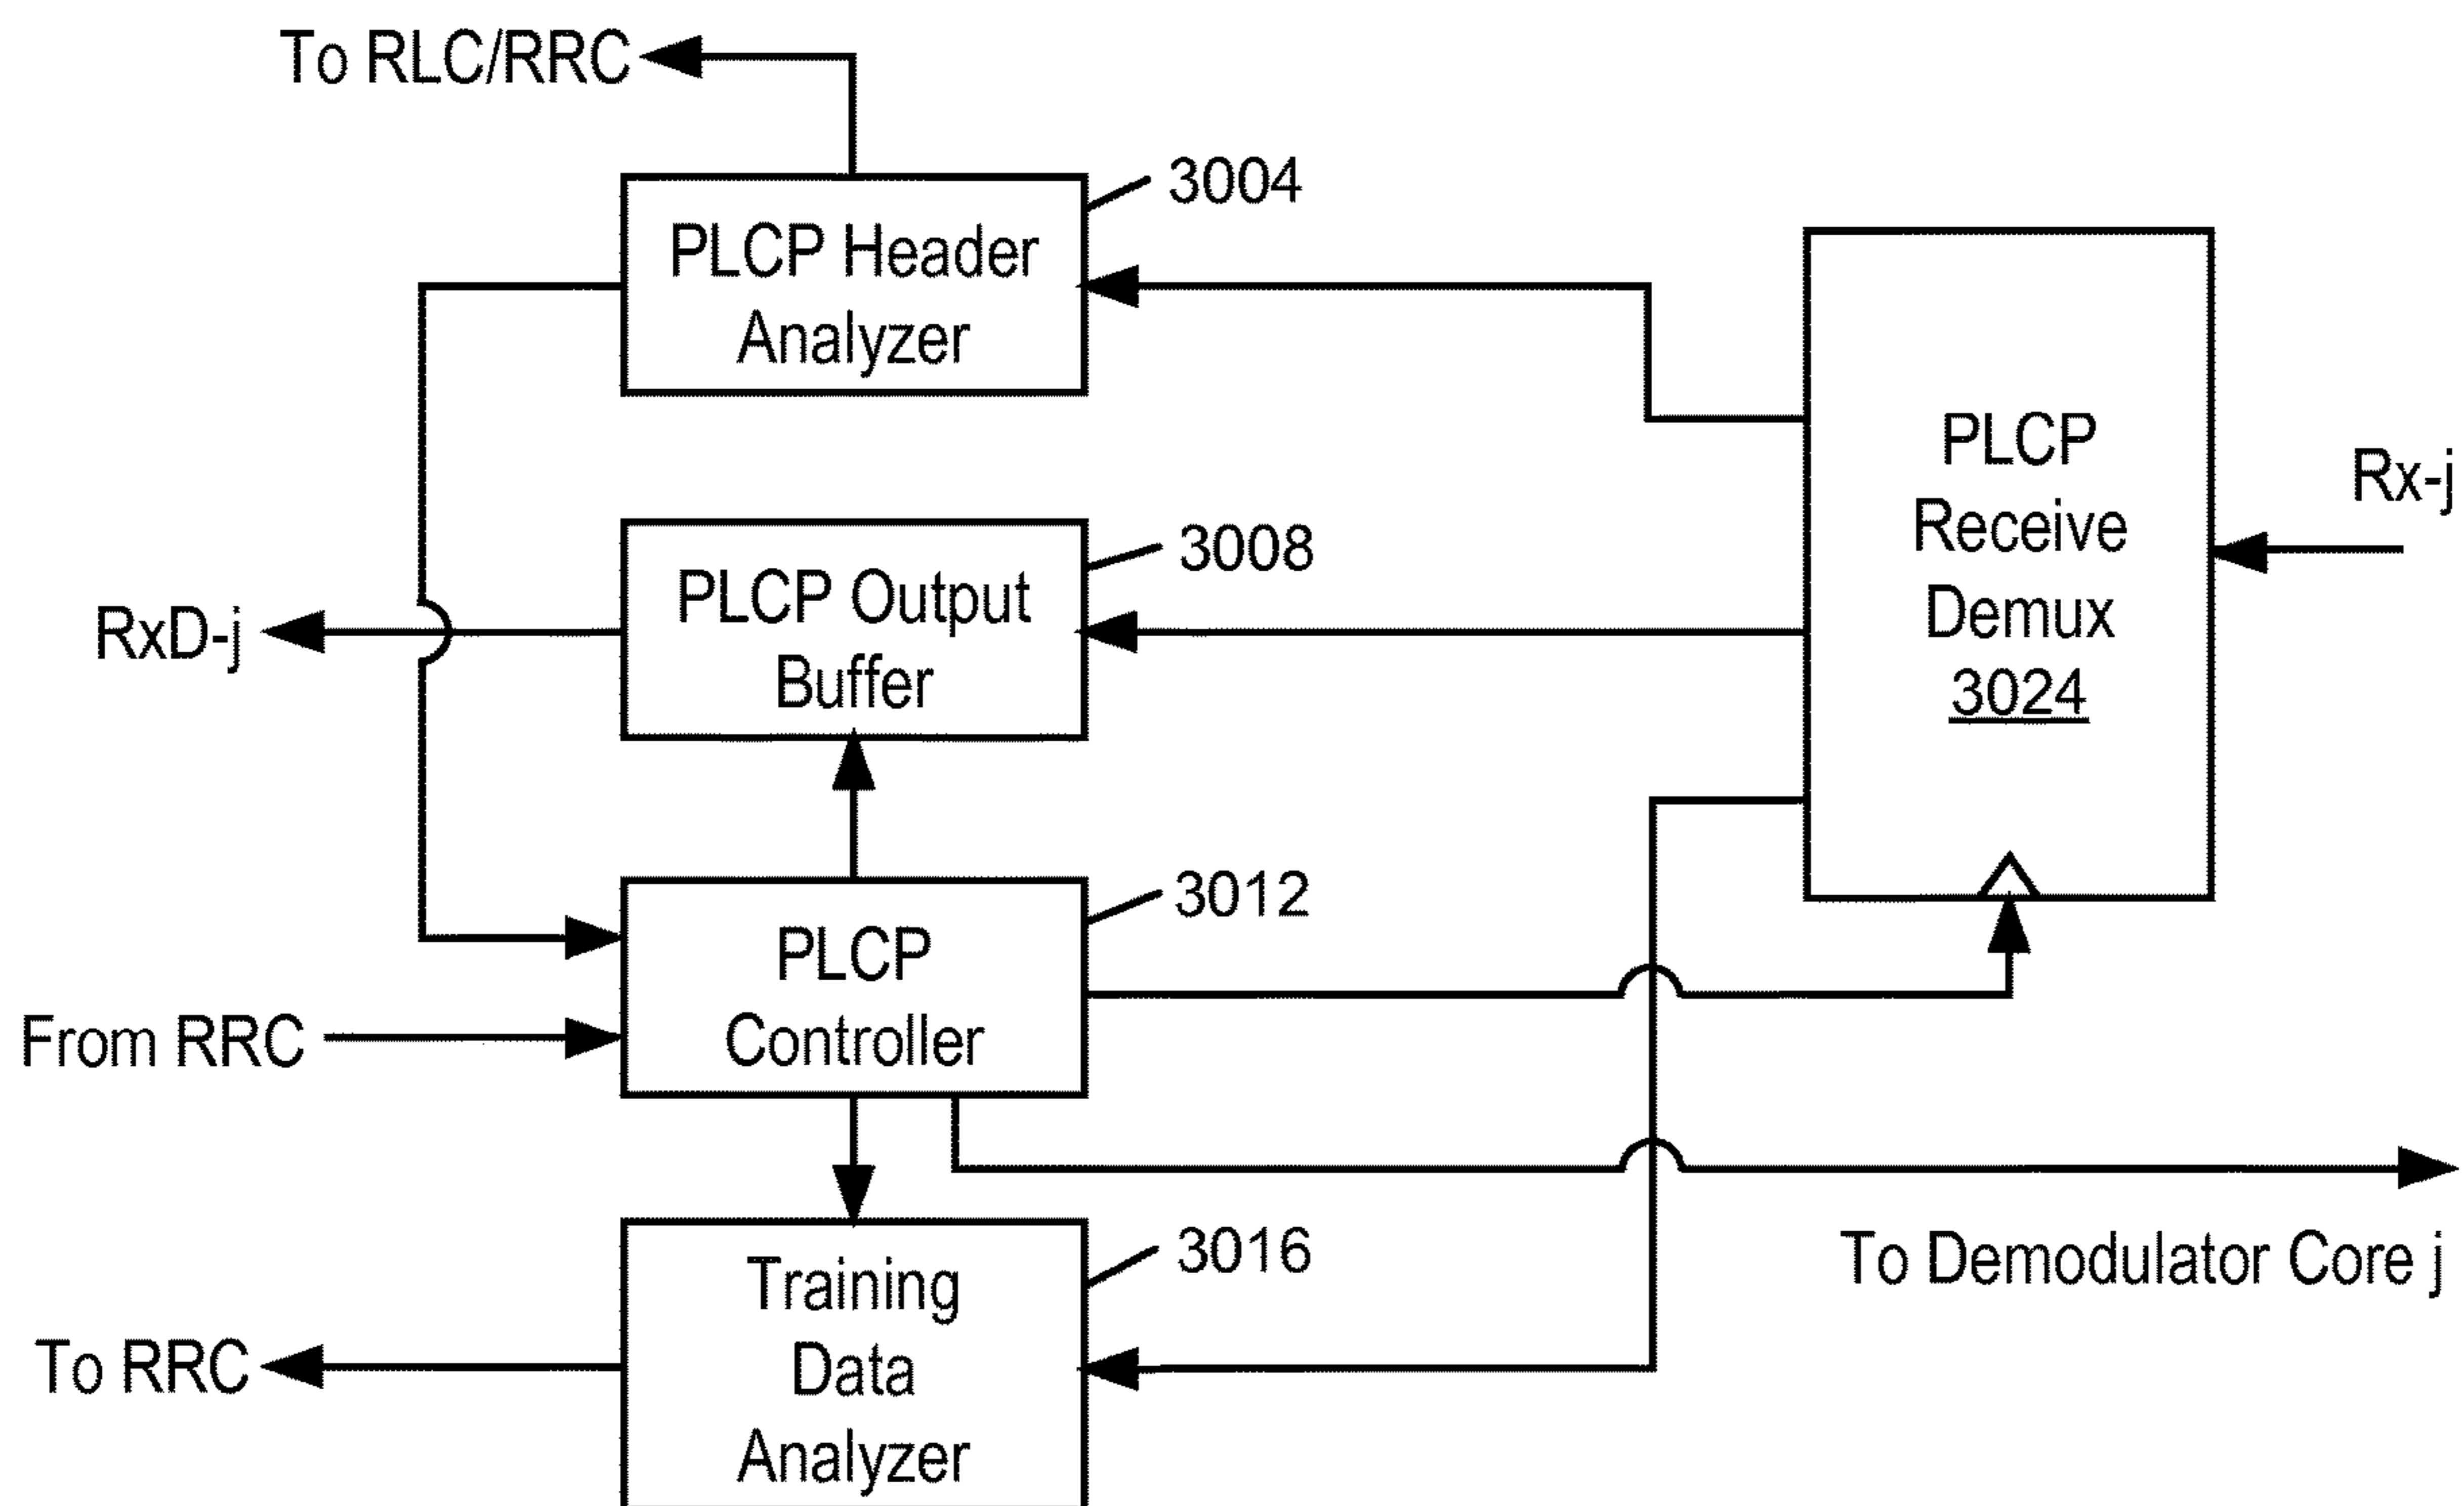 To RLC/RRC
3004
PLCP Header
Analyzer
PLCP
Receive
Demux
3024
Rx-j
3008
PLCP Output
Buffer
RxD-j
3012
PLCP
Controller
From RRC
3016
Training
Data
Analyzer
To Demodulator Core j
To RRC